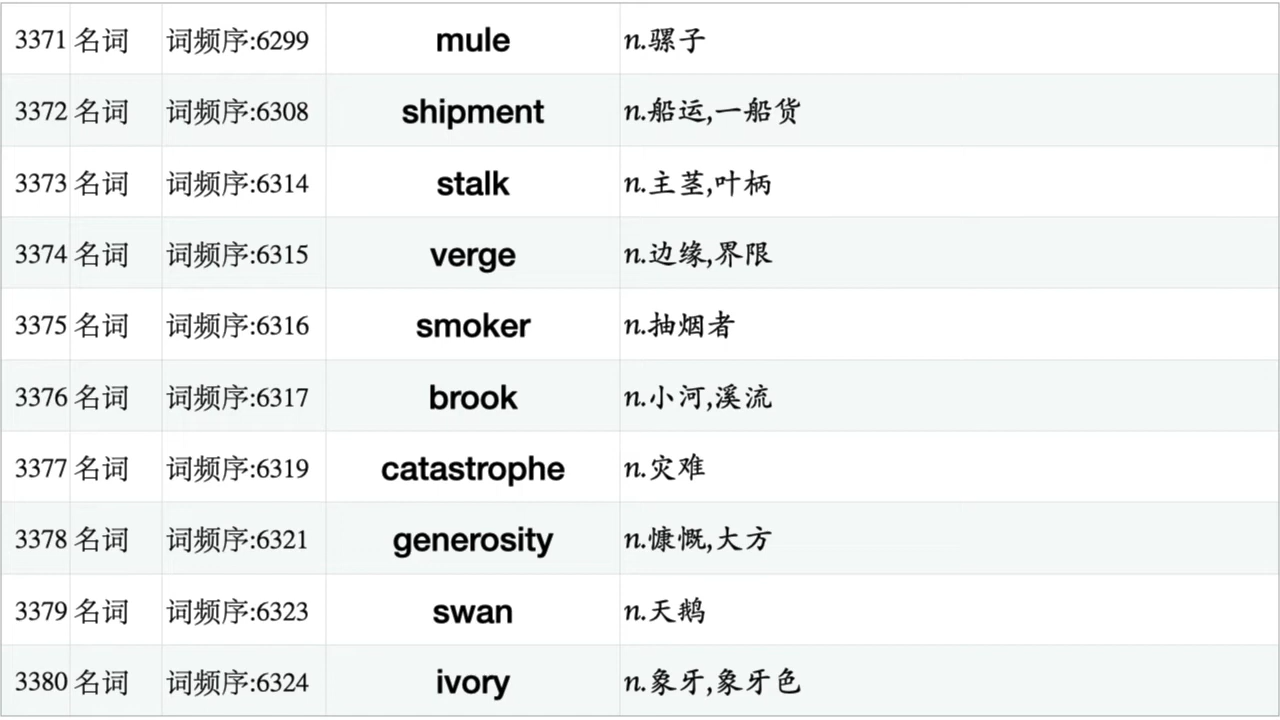 3371 名词 词频序:6299 mule n.骡子
3372 名词 词频序:6308 shipment n.船运,一船货
3373 名词 词频序:6314 stalk n.主茎,叶柄
3374 名词 词频序:6315 verge n.边缘,界限
3375 名词 词频序:6316 smoker n.抽烟者
3376 名词 词频序:6317 brook n.小河,溪流
3377 名词 词频序:6319 catastrophe n.灾难
3378 名词 词频序:6321 generosity n.慷慨,大方
3379 名词 词频序:6323 swan n.天鹅
3380 名词 词频序:6324 ivory n.象牙,象牙色